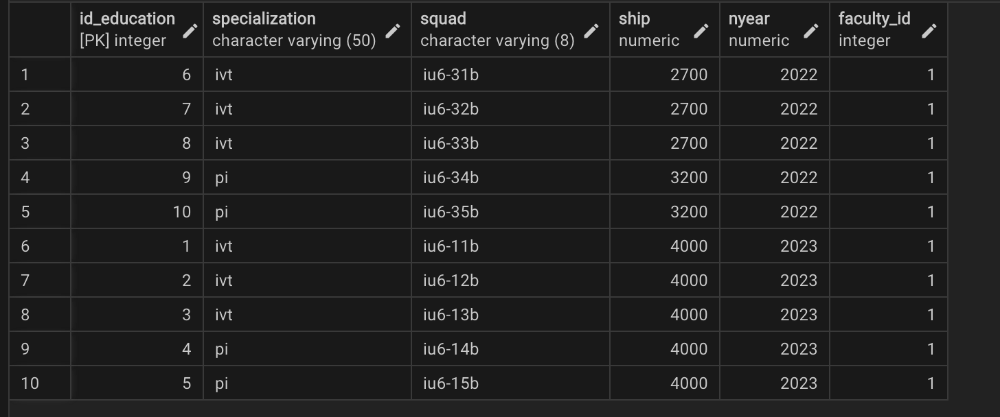 id_education specialization squad ship nyear faculty_id
[PK] integer character varying (50) character varying (8) numeric numeric integer
1 6 ivt iu6-31b 2700 2022 1
2 7 ivt iu6-32b 2700 2022 1
3 8 ivt iu6-33b 2700 2022 1
4 9 pi iu6-34b 3200 2022 1
5 10 pi iu6-35b 3200 2022 1
6 1 ivt iu6-11b 4000 2023 1
7 2 ivt iu6-12b 4000 2023 1
8 3 ivt iu6-13b 4000 2023 1
9 4 pi iu6-14b 4000 2023 1
10 5 pi iu6-15b 4000 2023 1